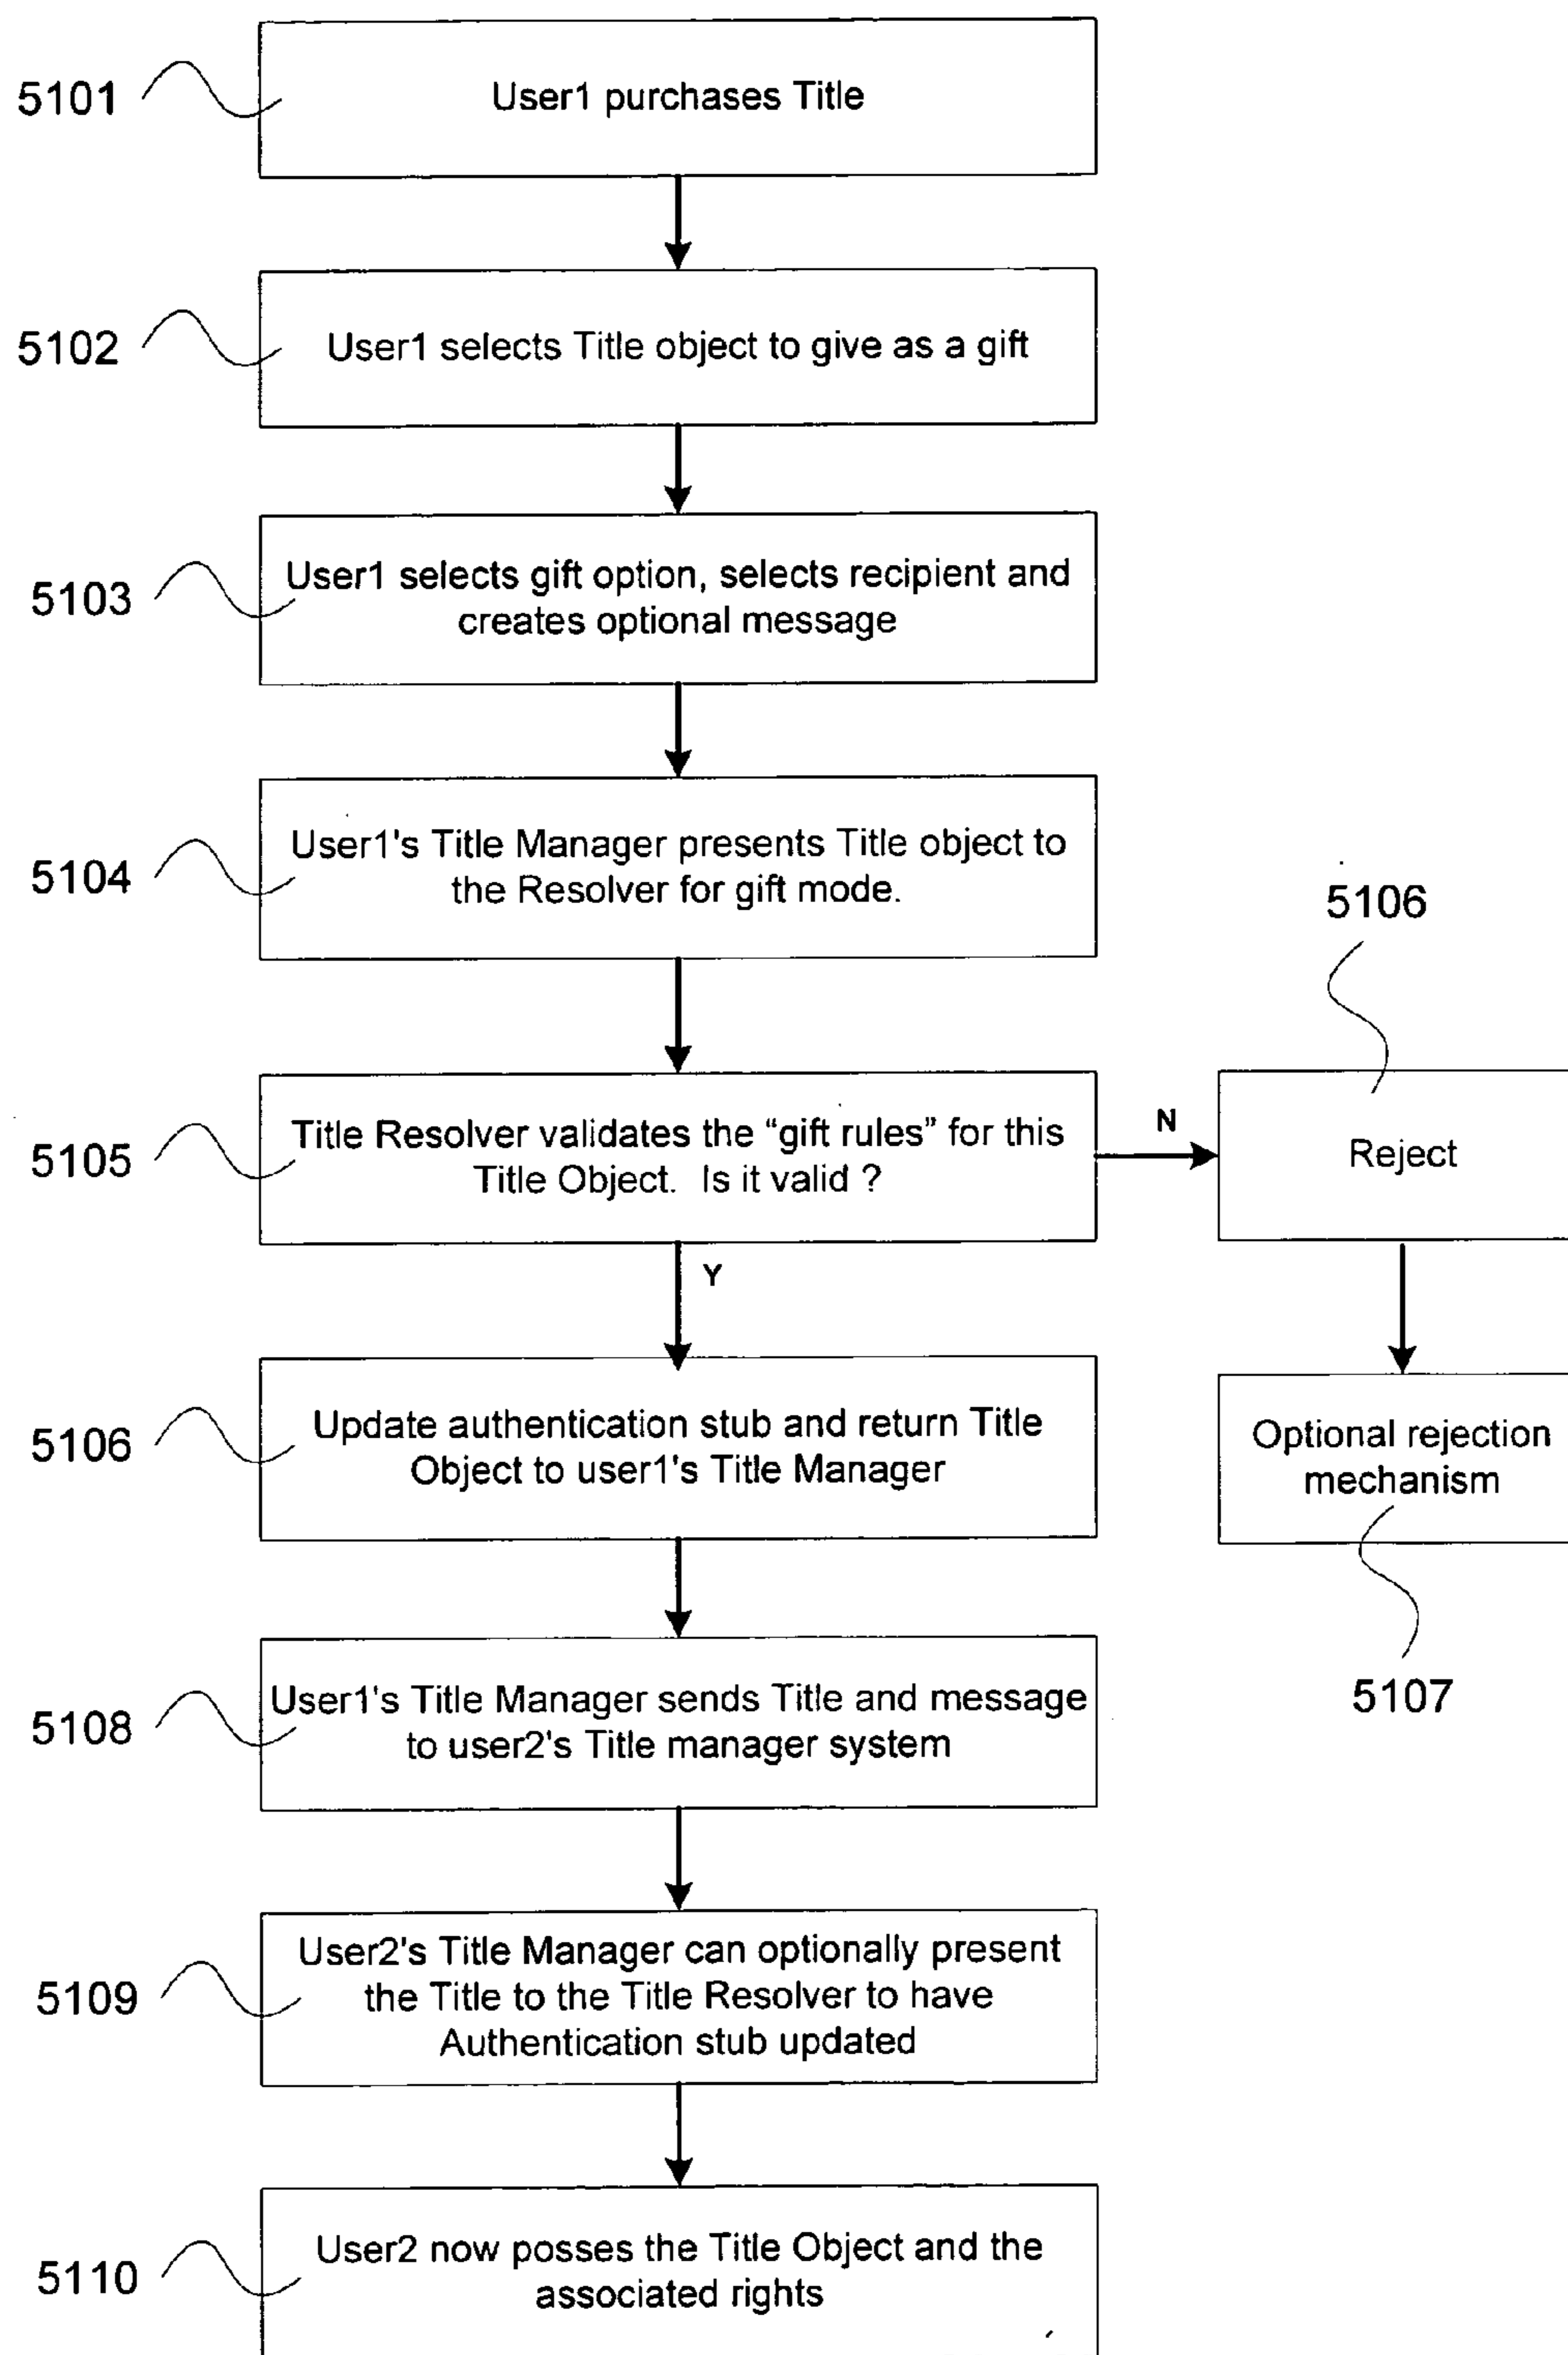 5101
User1 purchases Title
5102
User1 selects Title object to give as a gift
5103
User1 selects gift option, selects recipient and
creates optional message
5104
User1's Title Manager presents Title object to
the Resolver for gift mode.
5105
Title Resolver validates the “gift rules” for this
Title Object. Is it valid ?
N
5106
Reject
Y
5106
Update authentication stub and return Title
Object to user1's Title Manager
Optional rejection
mechanism
5107
5108
User1's Title Manager sends Title and message
to user2's Title manager system
5109
User2's Title Manager can optionally present
the Title to the Title Resolver to have
Authentication stub updated
5110
User2 now posses the Title Object and the
associated rights